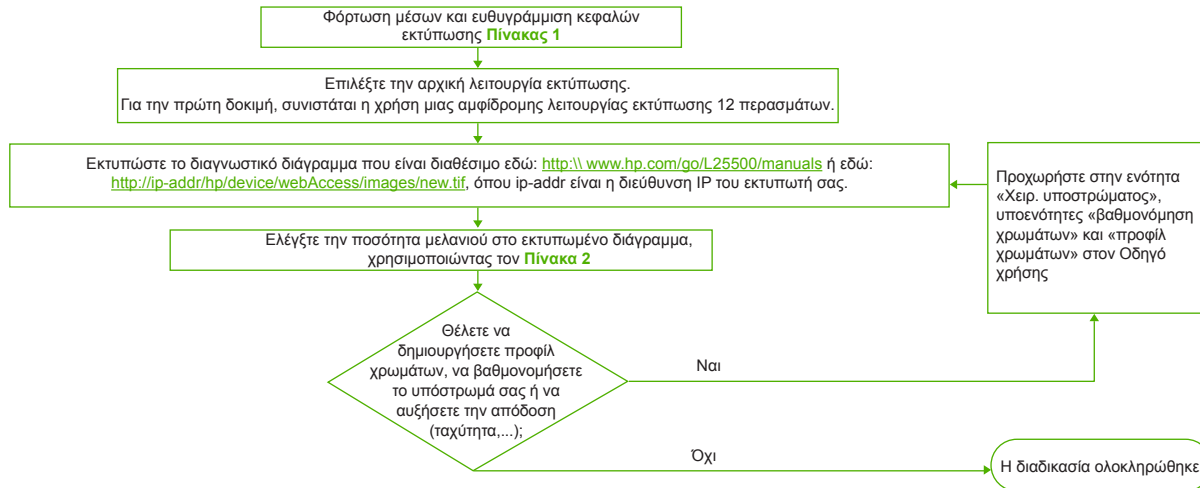 Φόρτωση μέσων και ευθυγράμμιση κεφαλών
εκτύπωσης Πίνακας 1
Επιλέξτε την αρχική λειτουργία εκτύπωσης.
Για την πρώτη δοκιμή, συνιστάται η χρήση μιας αμφίδρομης λειτουργίας εκτύπωσης 12 περασμάτων.
Εκτυπώστε το διαγνωστικό διάγραμμα που είναι διαθέσιμο εδώ: http:\\ www.hp.com/go/L25500/manuals ή εδώ:
http://ip-addr/hp/device/webAccess/images/new.tif, όπου ip-addr είναι η διεύθυνση IP του εκτυπωτή σας.
Προχωρήστε στην ενότητα
«Χειρ. υποστρώματος»,
υποενότητες «βαθμονόμηση
χρωμάτων» και «προφίλ
χρωμάτων» στον Οδηγό
χρήσης
Ελέγξτε την ποσότητα μελανιού στο εκτυπωμένο διάγραμμα,
χρησιμοποιώντας τον Πίνακα 2
Θέλετε να
δημιουργήσετε προφίλ
χρωμάτων, να βαθμονομήσετε
το υπόστρωμά σας ή να
αυξήσετε την απόδοση
(ταχύτητα,...);
Ναι
Όχι
Η διαδικασία ολοκληρώθηκε